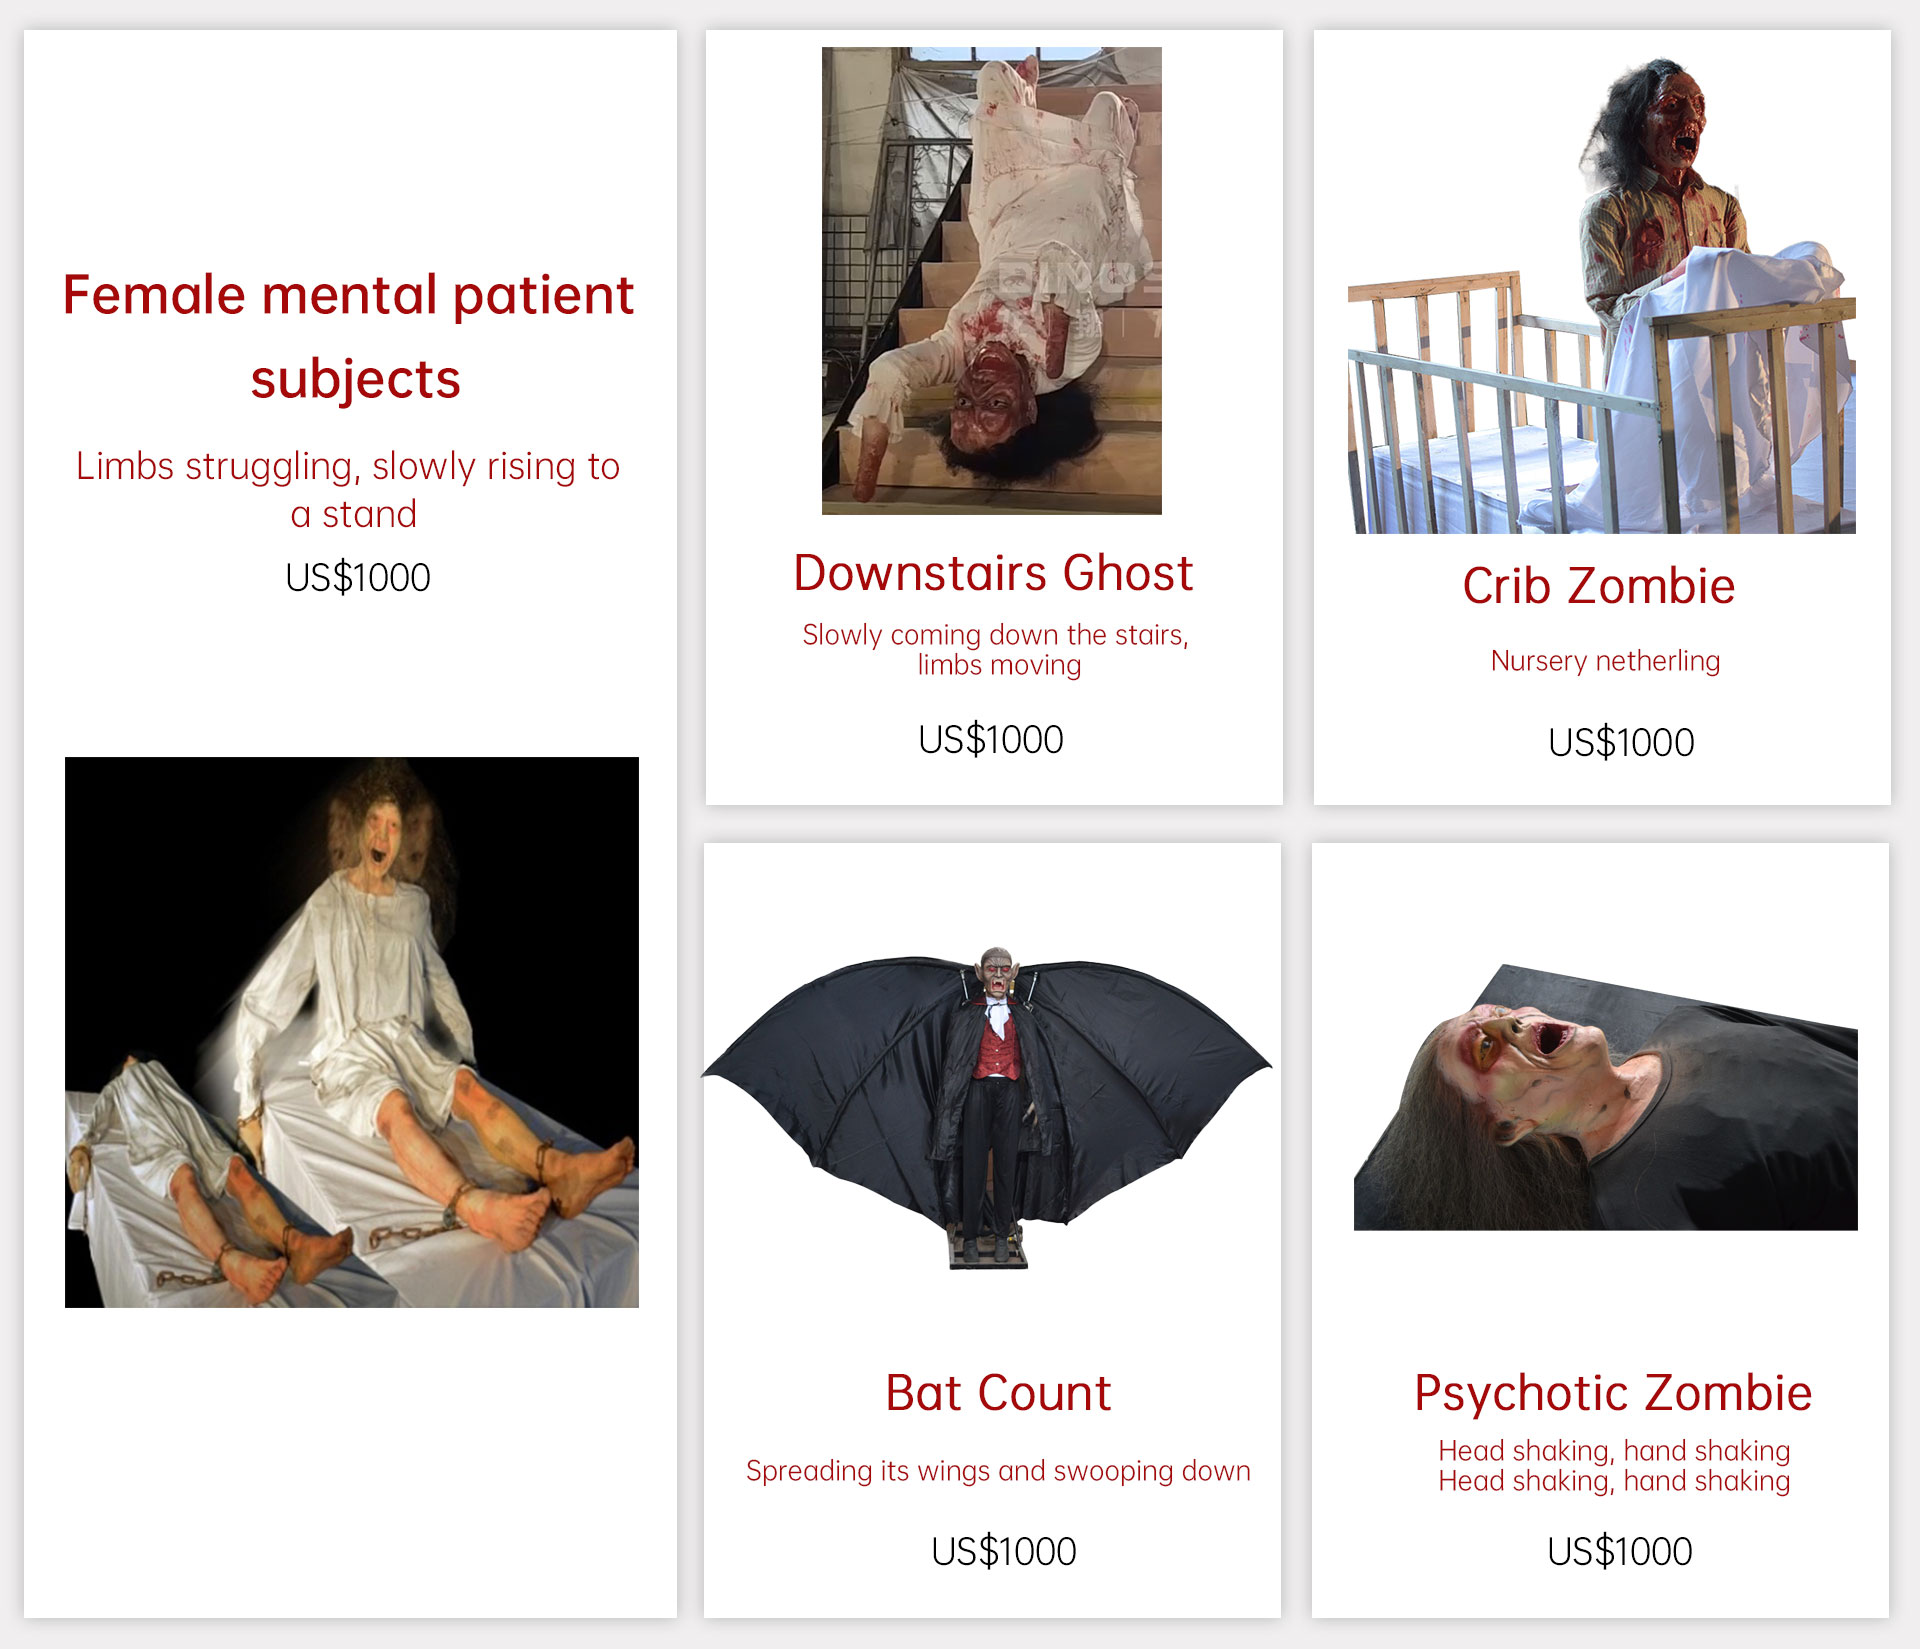 Female mental patient
subjects
Limbs struggling, slowly rising to
a stand
US$1000
DINOS
Downstairs Ghost
Slowly coming down the stairs,
limbs moving
US$1000
Crib Zombie
Nursery netherling
US$1000
Bat Count
Spreading its wings and swooping down
US$1000
Psychotic Zombie
Head shaking, hand shaking
Head shaking, hand shaking
US$1000